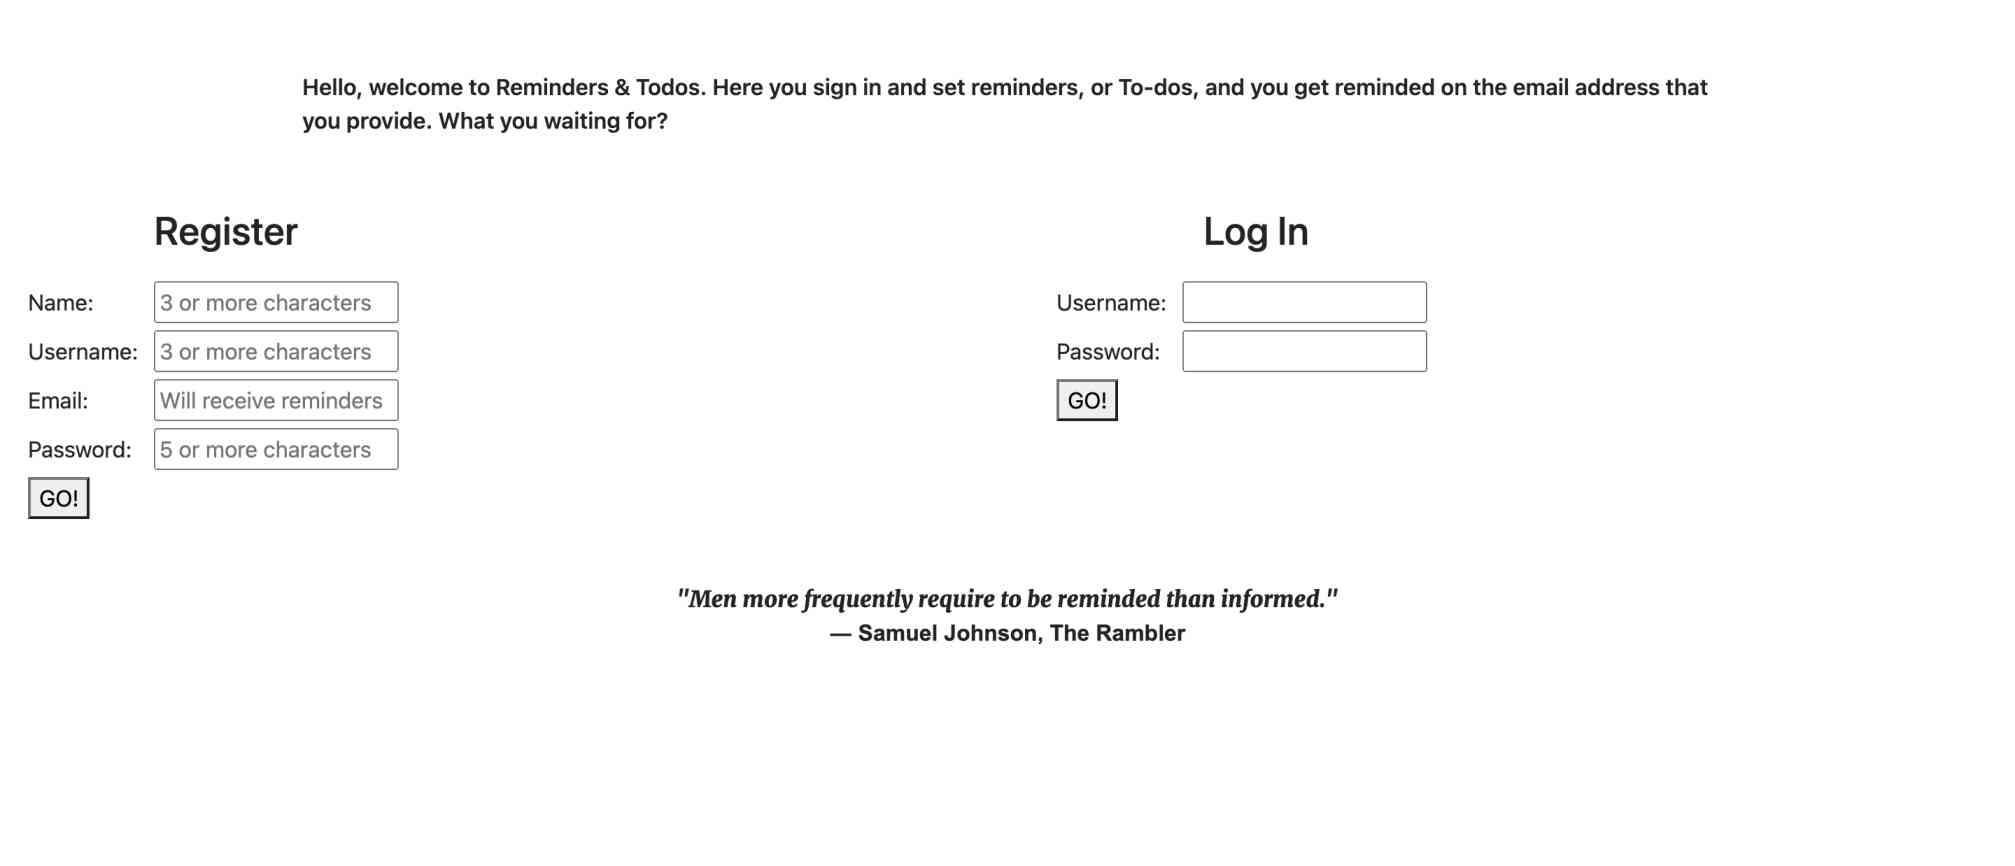 Hello, welcome to Reminders & Todos. Here you sign in and set reminders, or To-dos, and you get reminded on the email address that
you provide. What you waiting for?
Register
Name: 3 or more characters
Username: 3 or more characters
Email: Will receive reminders
Password: 5 or more characters
GO!
Log In
Username:
Password:
GO!
"Men more frequently require to be reminded than informed."
— Samuel Johnson, The Rambler